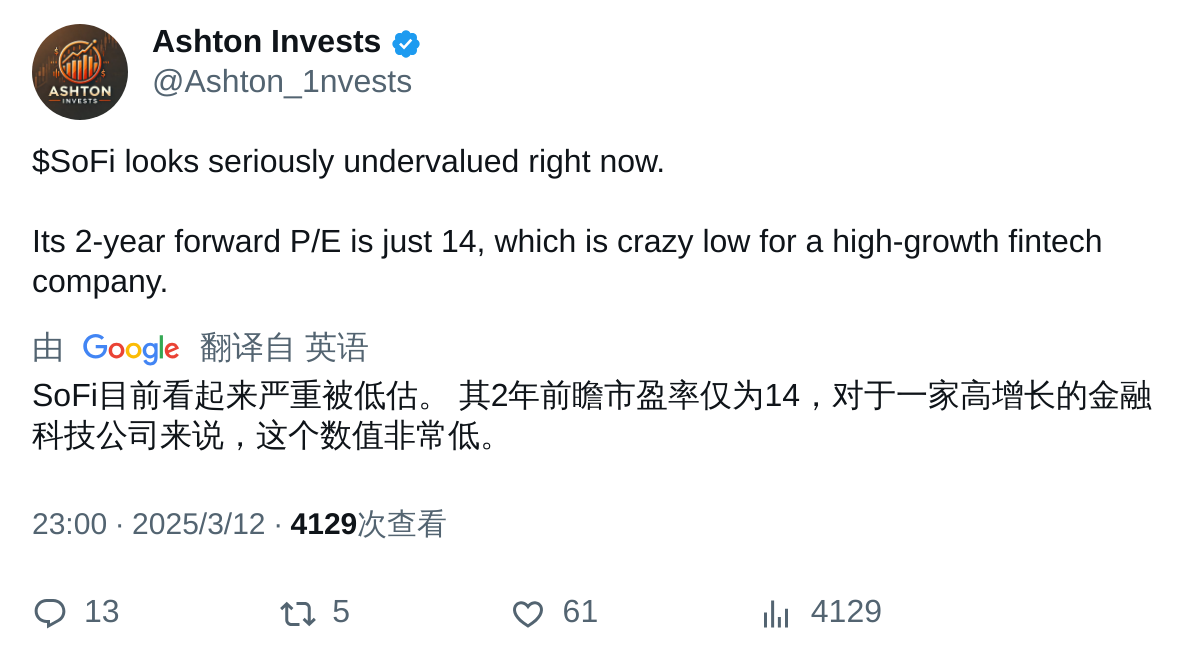 ASHTON
INVESTS
Ashton Invests
@Ashton_1nvests
$SoFi looks seriously undervalued right now.
Its 2-year forward P/E is just 14, which is crazy low for a high-growth fintech
company.
由 Google 翻译自 英语
SoFi目前看起来严重被低估。 其2年前瞻市盈率仅为14，对于一家高增长的金融
科技公司来说，这个数值非常低。
23:00 · 2025/3/12 · 4129次查看
13 5 61 4129